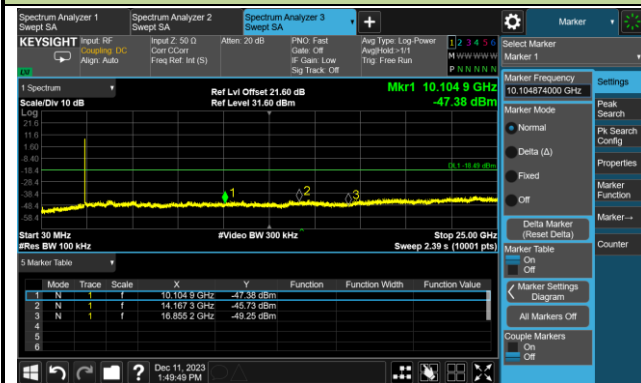 Spectrum Analyzer 1 Spectrum Analyzer 2 Spectrum Analyzer 3 Marker
Swept SA Swept SA Swept SA
KEYSIGHT Input: RF Input Z: 50 Ω Atten: 20 dB PNO: Fast Avg Type: Log-Power 1 2 3 4 5 6 Select Marker
Coupling: DC Corr CCorr Gate: Off Avg|Hold:>1/1 M W W W W W Marker 1
Align: Auto Freq Ref: Int (S) IF Gain: Low Trig: Free Run P N N N N N
Sig Track: Off
Marker Frequency Settings
10.104874000 GHz
1 Spectrum Ref Lvl Offset 21.60 dB Mkr1 10.104 9 GHz
Scale/Div 10 dB Ref Level 31.60 dBm -47.38 dBm
Log
Marker Mode Peak Search
Normal Pk Search Config
Delta (Δ) Properties
Fixed Marker Function
Off Marker→
21.6
11.6
1.60
-8.40
-18.4
-28.4
-38.4
-48.4
-58.4
1 2 3
Start 30 MHz #Video BW 300 kHz Stop 25.00 GHz
#Res BW 100 kHz Sweep 2.39 s (10001 pts)
Delta Marker Counter
(Reset Delta)
Marker Table
On
Off
5 Marker Table
Mode Trace Scale X Y Function Function Width Function Value
1 N 1 f 10.104 9 GHz -47.38 dBm
2 N 1 f 14.167 3 GHz -45.73 dBm
3 N 1 f 16.855 2 GHz -49.25 dBm
4
5
6
Marker Settings
Diagram
All Markers Off
Couple Markers
On
Off
? Dec 11, 2023
1:49:49 PM